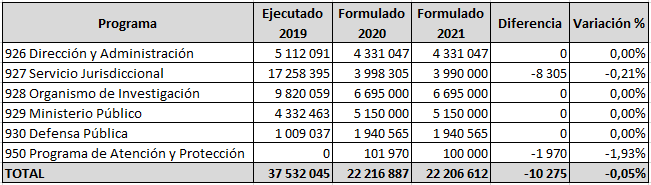 Programa Ejecutado 2019 Formulado 2020 Formulado 2021 Diferencia Variación %
926 Dirección y Administración 5 112 091 4 331 047 4 331 047 0 0,00%
927 Servicio Jurisdiccional 17 258 395 3 998 305 3 990 000 -8 305 -0,21%
928 Organismo de Investigación 9 820 059 6 695 000 6 695 000 0 0,00%
929 Ministerio Público 4 332 463 5 150 000 5 150 000 0 0,00%
930 Defensa Pública 1 009 037 1 940 565 1 940 565 0 0,00%
950 Programa de Atención y Protección 0 101 970 100 000 -1 970 -1,93%
TOTAL 37 532 045 22 216 887 22 206 612 -10 275 -0,05%